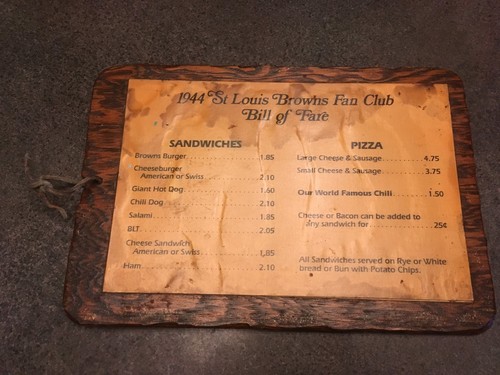 1944 St Louis Browns Fan Club
Bill of Fare
SANDWICHES
Browns Burger 1.85
Cheeseburger
American or Swiss 2.10
Giant Hot Dog 1.60
Chili Dog 2.10
Salami 1.85
BLT 2.05
Cheese Sandwich
American or Swiss 1.85
Ham 2.10
PIZZA
Large Cheese & Sausage 4.75
Small Cheese & Sausage 3.75
Our World Famous Chili 1.50
Cheese or Bacon can be added to
any sandwich for 25¢
All Sandwiches served on Rye or White
bread or Bun with Potato Chips.